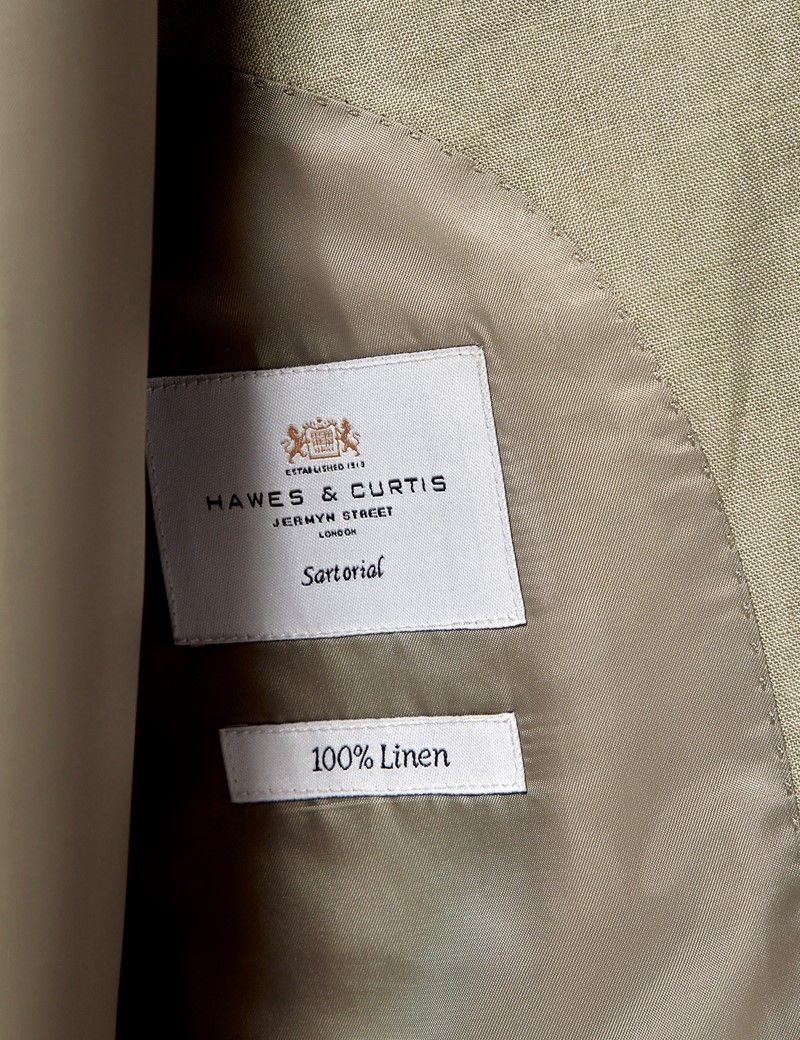 ESTABLISHED 1913
HAWES & CURTIS
JERMYN STREET
LONDON
Sartorial
100% Linen